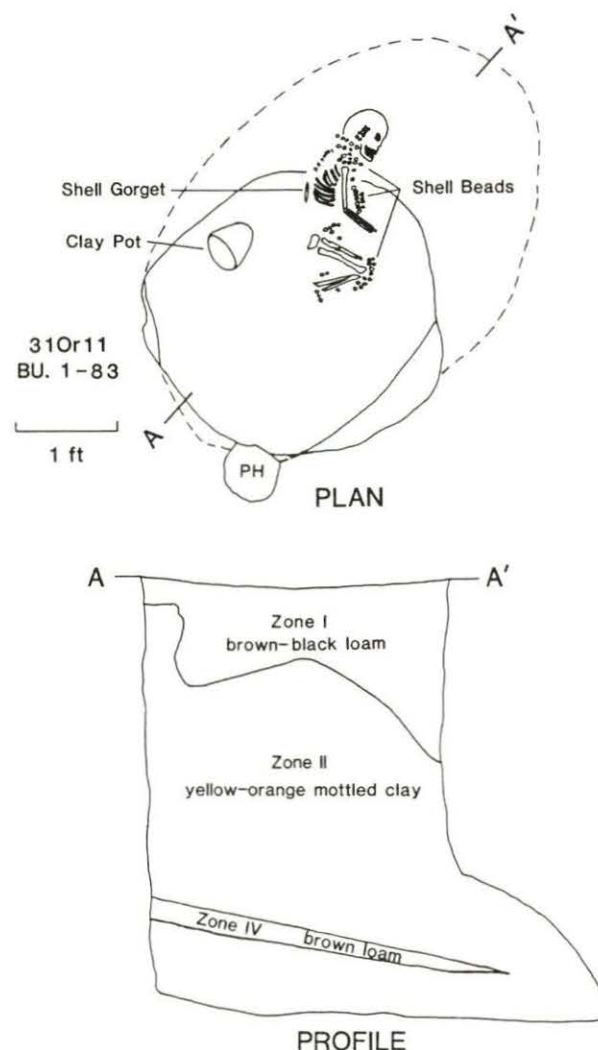 A'
Shell Gorget
Shell Beads
Clay Pot
31Or11
BU. 1-83
1 ft
A
PH
PLAN
A
A'
Zone I
brown-black loam
Zone II
yellow-orange mottled clay
Zone IV brown loam
PROFILE